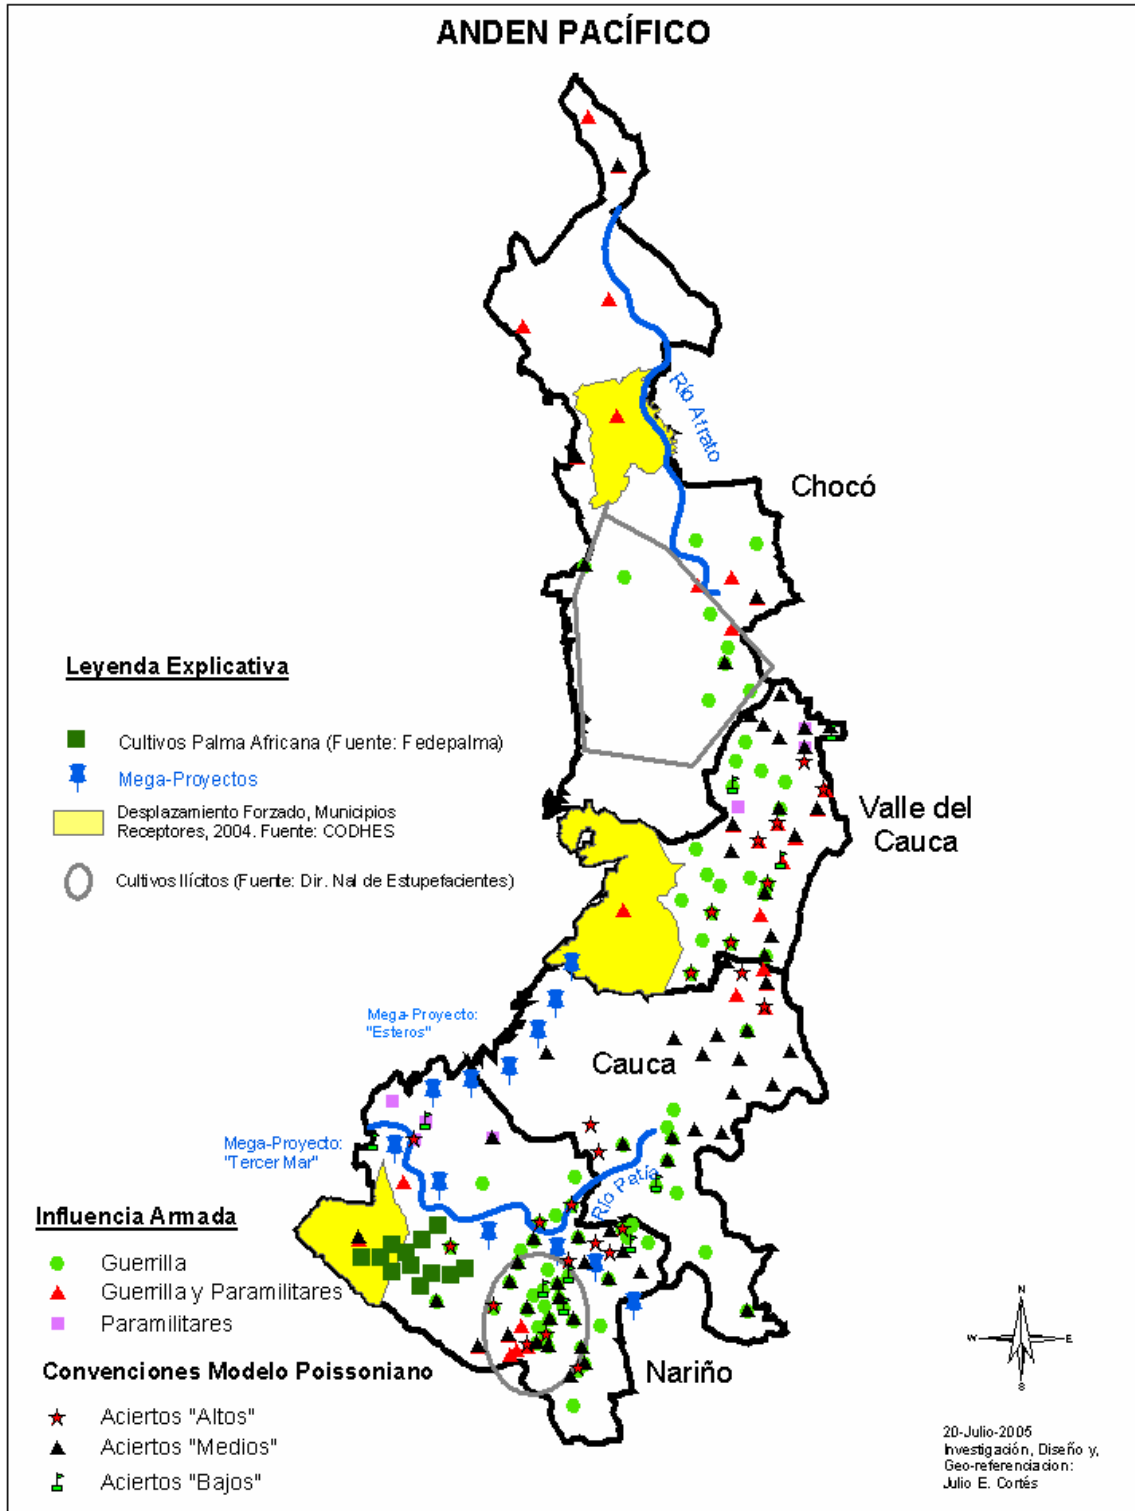 ANDEN PACÍFICO
Río Atrato
Chocó
Leyenda Explicativa
Cultivos Palma Africana (Fuente: Fedepalma)
Mega-Proyectos
Desplazamiento Forzado, Municipios
Receptores, 2004. Fuente: CODHES
Cultivos Ilícitos (Fuente: Dir. Nal de Estupefacientes)
Valle del
Cauca
Mega-Proyecto:
"Esteros"
Cauca
Mega-Proyecto:
"Tercer Mar"
Río Patía
Influencia Armada
Guerrilla
Guerrilla y Paramilitares
Paramilitares
Nariño
N
W
E
S
Convenciones Modelo Poissoniano
Aciertos "Altos"
Aciertos "Medios"
Aciertos "Bajos"
20-Julio-2005
Investigación, Diseño y,
Geo-referenciacion:
Julio E. Cortés